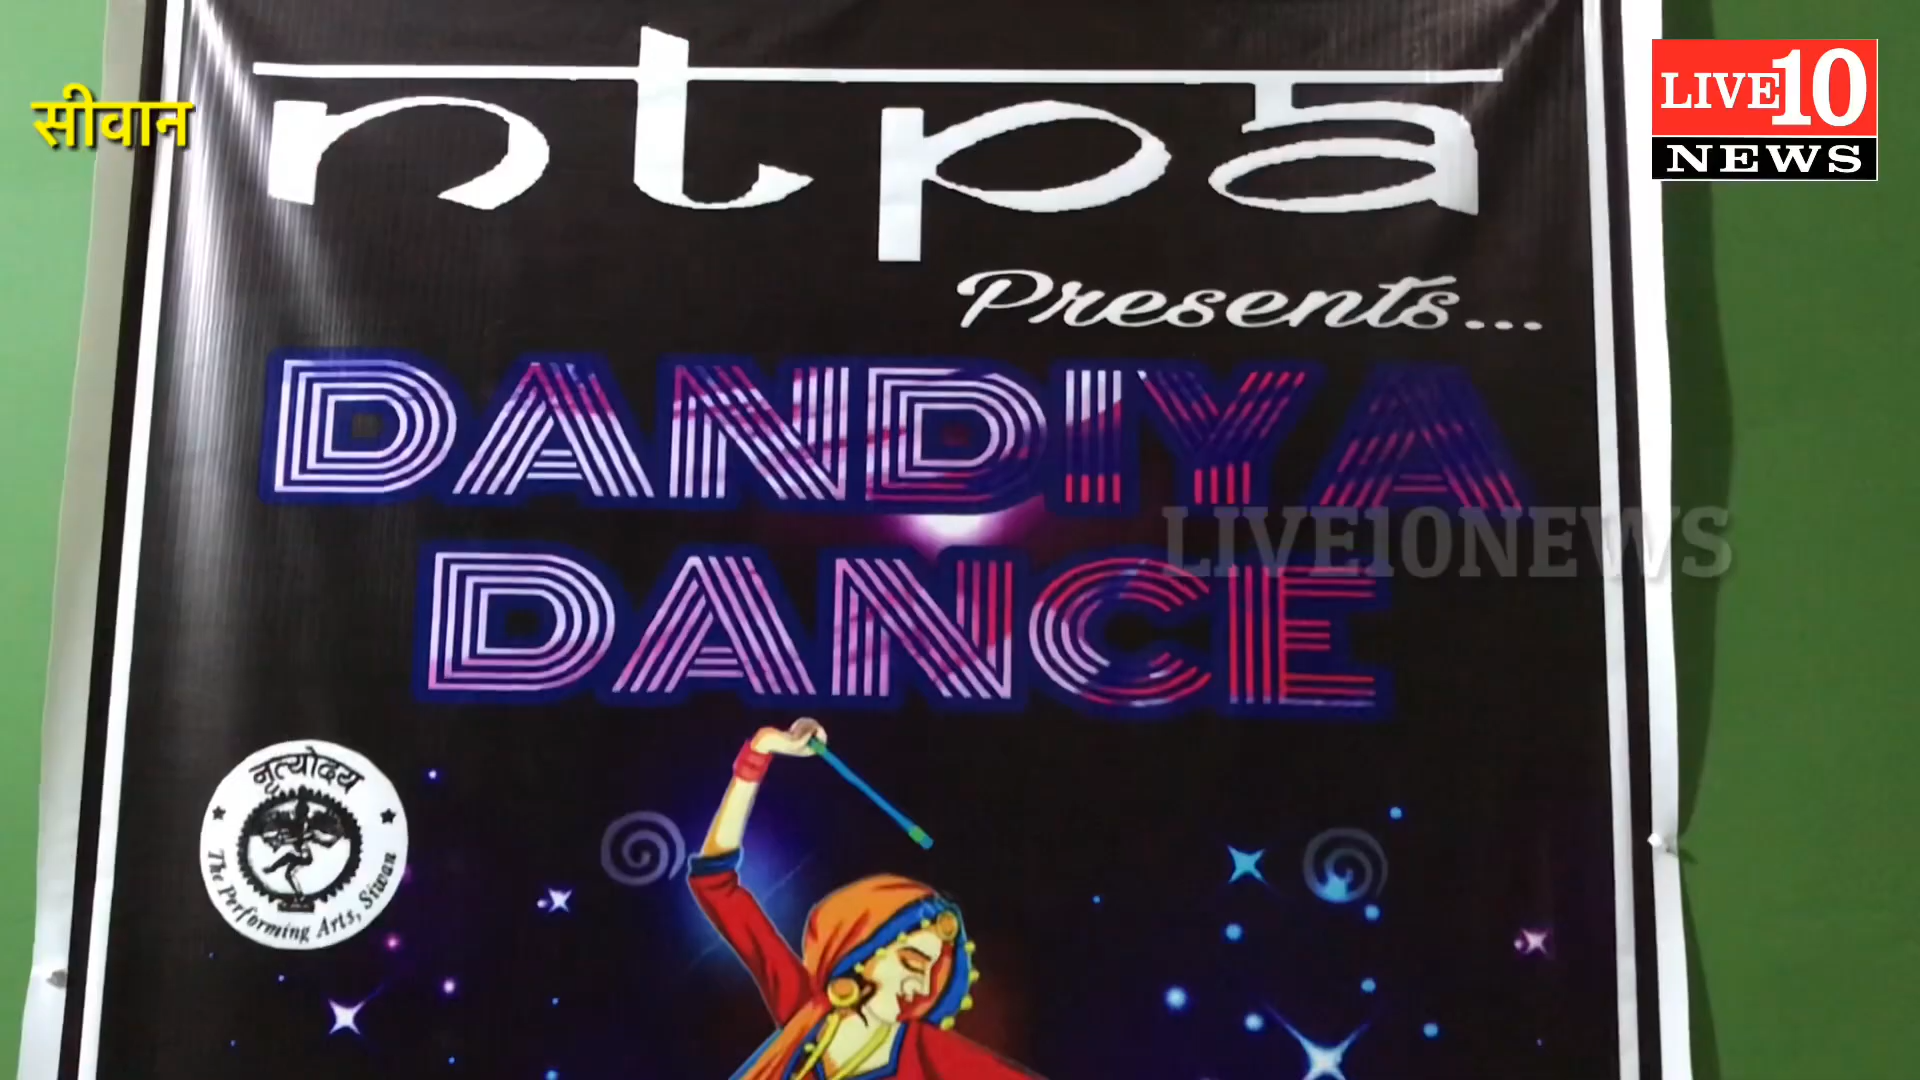 सीवान
LIVE10
NEWS
ntpa
Presents...
DANDIYA
DANCE
LIVE10NEWS
नृत्योदय
The Performing Arts, Siwan